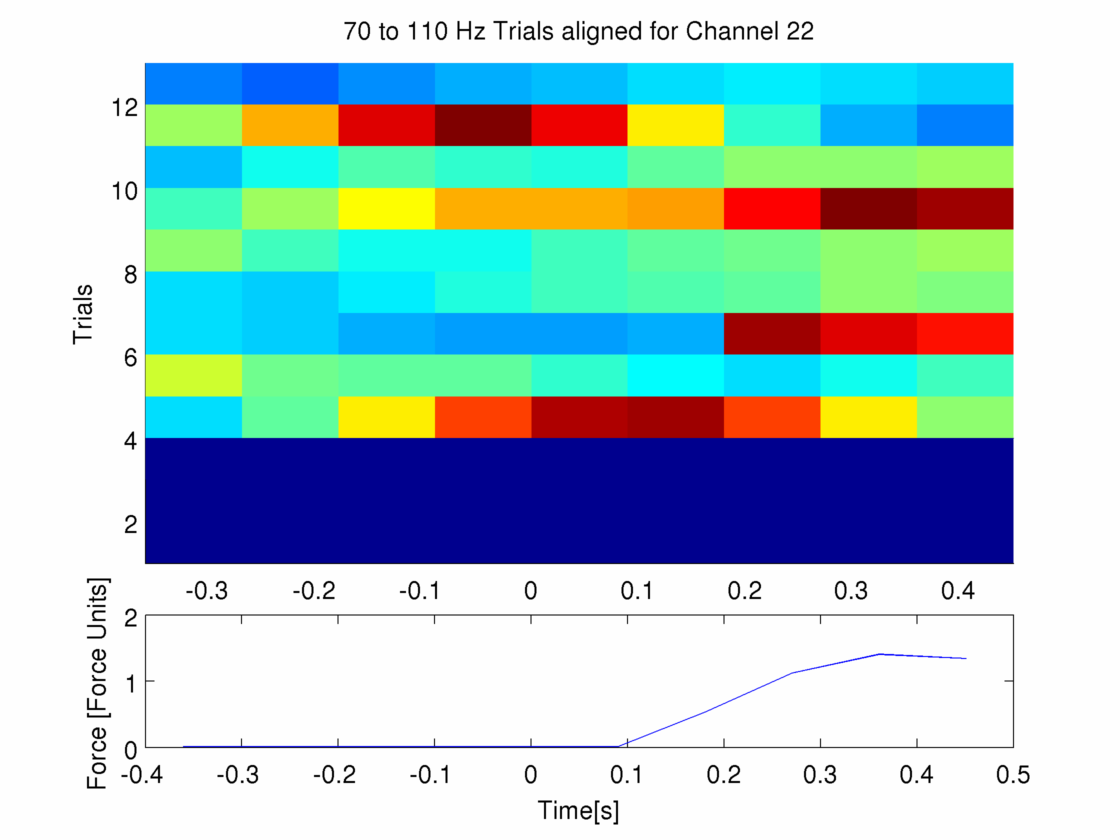 70 to 110 Hz Trials aligned for Channel 22
Trials
12
10
8
6
4
2
-0.3 -0.2 -0.1 0 0.1 0.2 0.3 0.4
Force [Force Units]
2
1
0
-0.4 -0.3 -0.2 -0.1 0 0.1 0.2 0.3 0.4 0.5
Time[s]